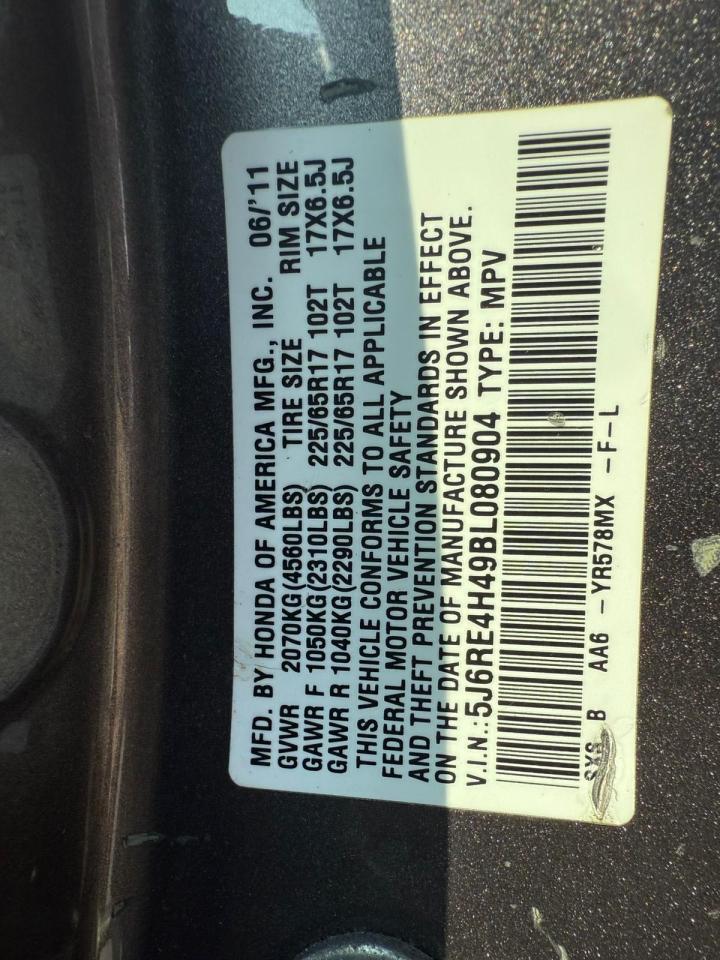 MFD. BY HONDA OF AMERICA MFG., INC. 06/'11
GVWR 2070KG(4560LBS) TIRE SIZE RIM SIZE
GAWR F 1050KG(2310LBS) 225/65R17 102T 17X6.5J
GAWR R 1040KG(2290LBS) 225/65R17 102T 17X6.5J
THIS VEHICLE CONFORMS TO ALL APPLICABLE
FEDERAL MOTOR VEHICLE SAFETY
AND THEFT PREVENTION STANDARDS IN EFFECT
ON THE DATE OF MANUFACTURE SHOWN ABOVE.
V.I.N.:5J6RE4H49BL080904 TYPE: MPV
B AA6 -YR578MX -F-L